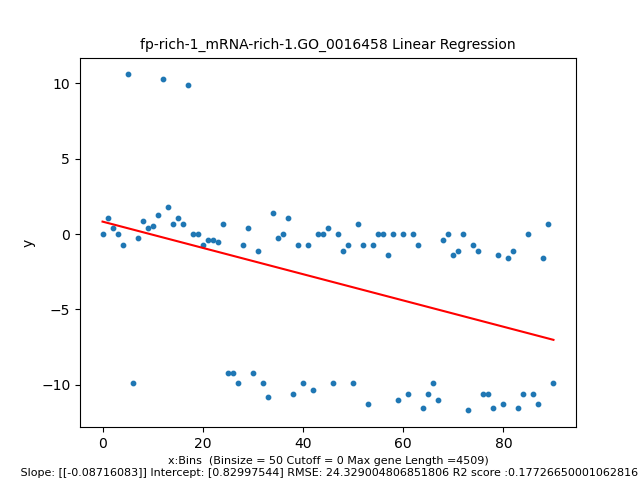 fp-rich-1_mRNA-rich-1.GO_0016458 Linear Regression
10
5
0
−5
−10
y
0 20 40 60 80
x:Bins (Binsize = 50 Cutoff = 0 Max gene Length =4509)
Slope: [[-0.08716083]] Intercept: [0.82997544] RMSE: 24.329004806851806 R2 score :0.17726650001062816